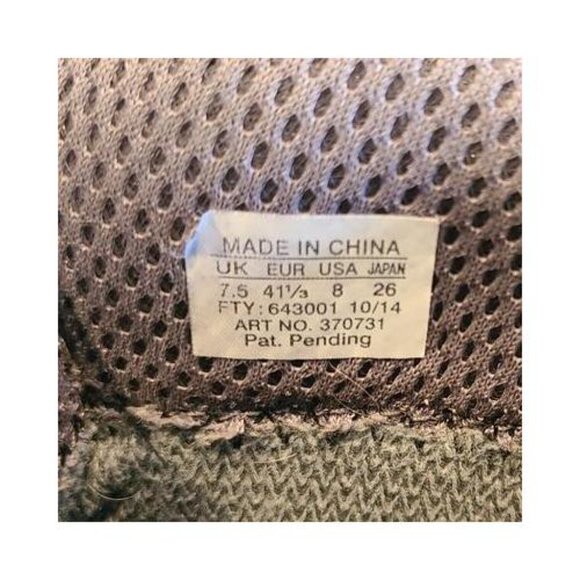 MADE IN CHINA
UK EUR USA JAPAN
7.5 41⅓ 8 26
FTY: 643001 10/14
ART NO. 370731
Pat. Pending